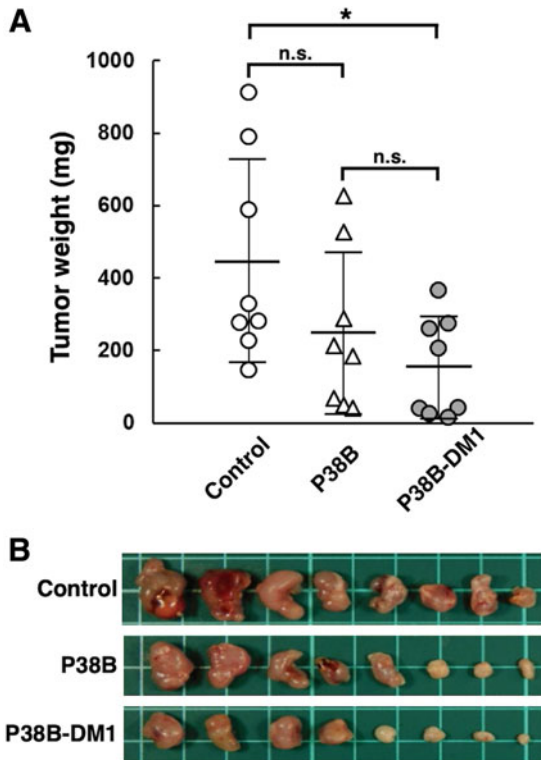 A
*
n.s.
n.s.
1000
800
600
400
200
0
Tumor weight (mg)
Control
P38B
P38B-DM1
B
Control
P38B
P38B-DM1